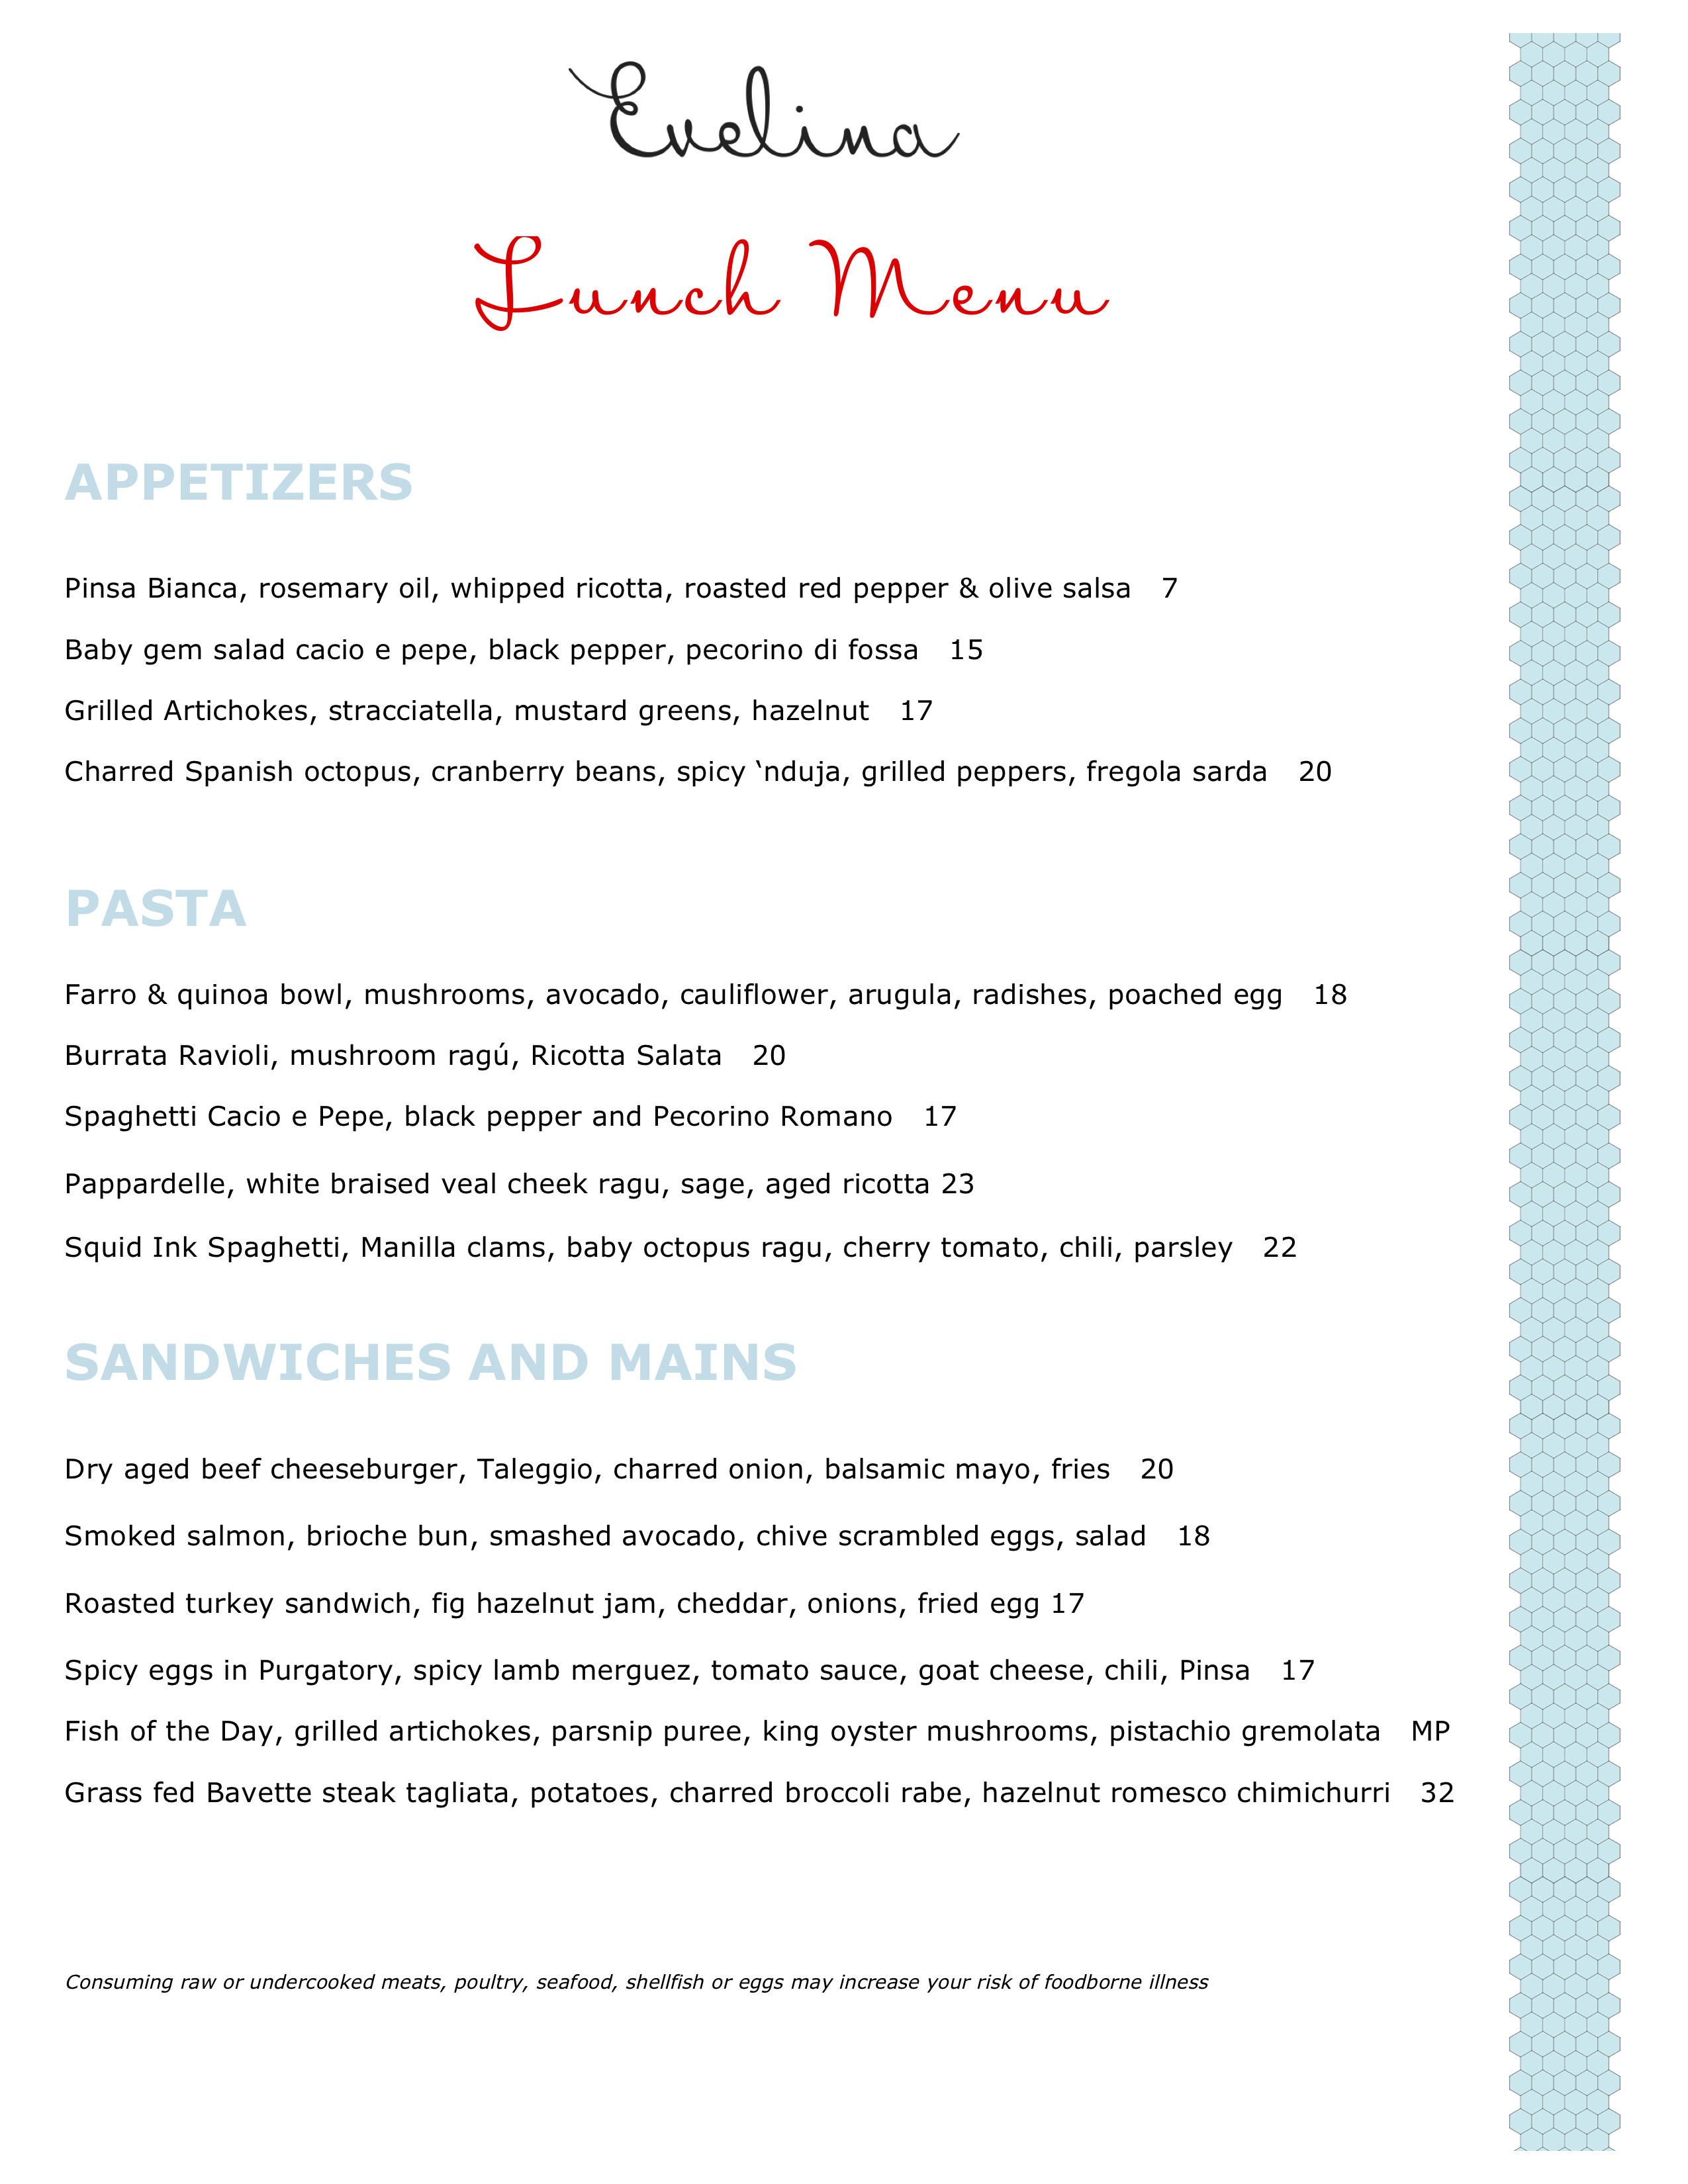 Evelina
Lunch Menu
APPETIZERS
Pinsa Bianca, rosemary oil, whipped ricotta, roasted red pepper & olive salsa 7
Baby gem salad cacio e pepe, black pepper, pecorino di fossa 15
Grilled Artichokes, stracciatella, mustard greens, hazelnut 17
Charred Spanish octopus, cranberry beans, spicy ‘nduja, grilled peppers, fregola sarda 20
PASTA
Farro & quinoa bowl, mushrooms, avocado, cauliflower, arugula, radishes, poached egg 18
Burrata Ravioli, mushroom ragú, Ricotta Salata 20
Spaghetti Cacio e Pepe, black pepper and Pecorino Romano 17
Pappardelle, white braised veal cheek ragu, sage, aged ricotta 23
Squid Ink Spaghetti, Manilla clams, baby octopus ragu, cherry tomato, chili, parsley 22
SANDWICHES AND MAINS
Dry aged beef cheeseburger, Taleggio, charred onion, balsamic mayo, fries 20
Smoked salmon, brioche bun, smashed avocado, chive scrambled eggs, salad 18
Roasted turkey sandwich, fig hazelnut jam, cheddar, onions, fried egg 17
Spicy eggs in Purgatory, spicy lamb merguez, tomato sauce, goat cheese, chili, Pinsa 17
Fish of the Day, grilled artichokes, parsnip puree, king oyster mushrooms, pistachio gremolata MP
Grass fed Bavette steak tagliata, potatoes, charred broccoli rabe, hazelnut romesco chimichurri 32
Consuming raw or undercooked meats, poultry, seafood, shellfish or eggs may increase your risk of foodborne illness